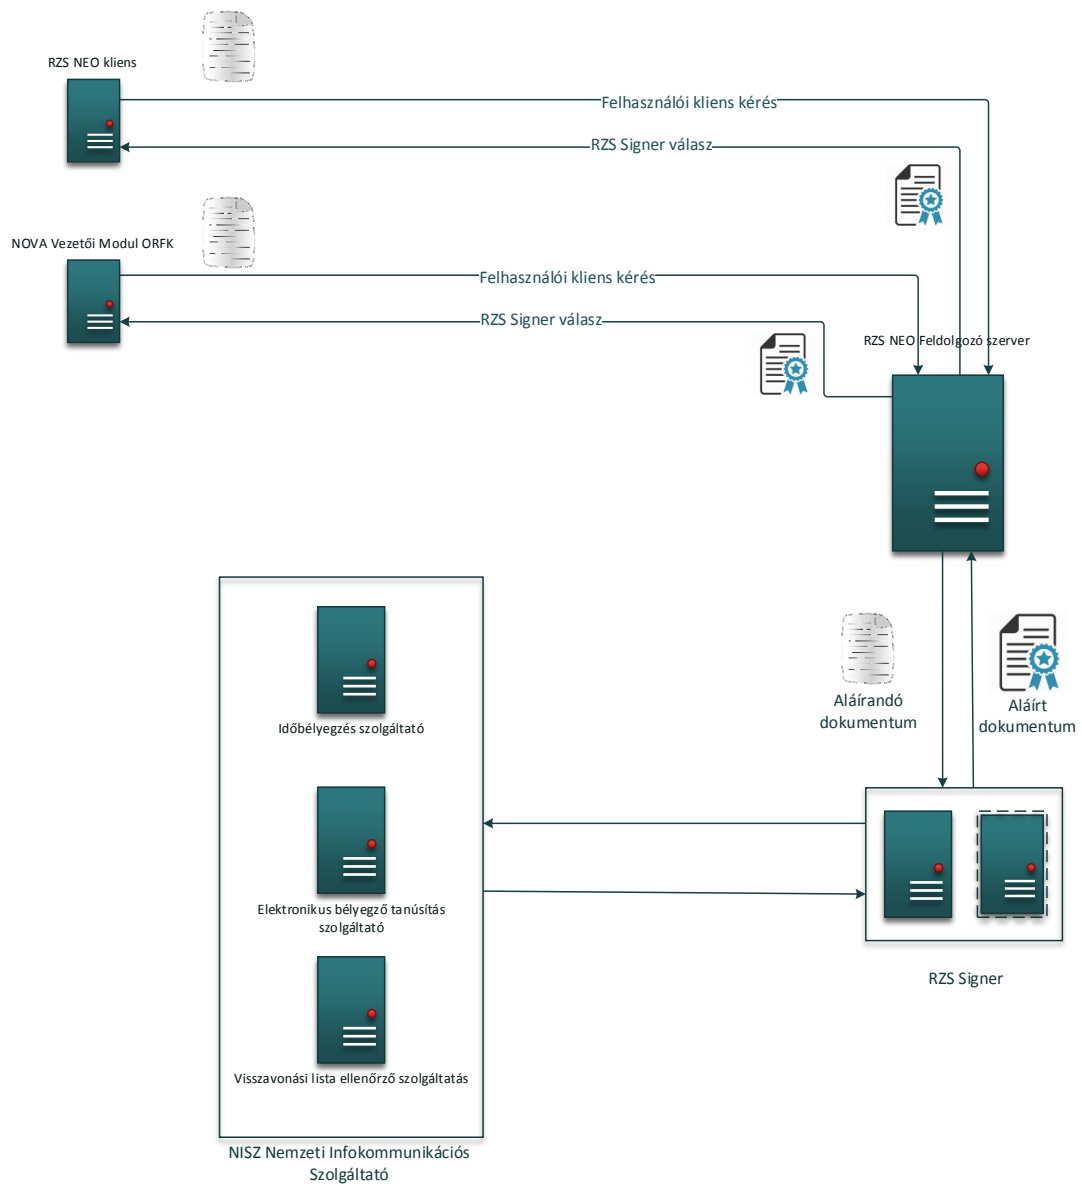 RZS NEO kliens
Felhasználói kliens kérés
RZS Signer válasz
NOVA Vezetői Modul ORFK
Felhasználói kliens kérés
RZS Signer válasz
RZS NEO Feldolgozó szerver
Aláírandó
dokumentum
Aláírt
dokumentum
Időbélyegzés szolgáltató
Elektronikus bélyegző tanúsítás
szolgáltató
Visszavonási lista ellenőrző szolgáltatás
RZS Signer
NISZ Nemzeti Infokommunikációs
Szolgáltató